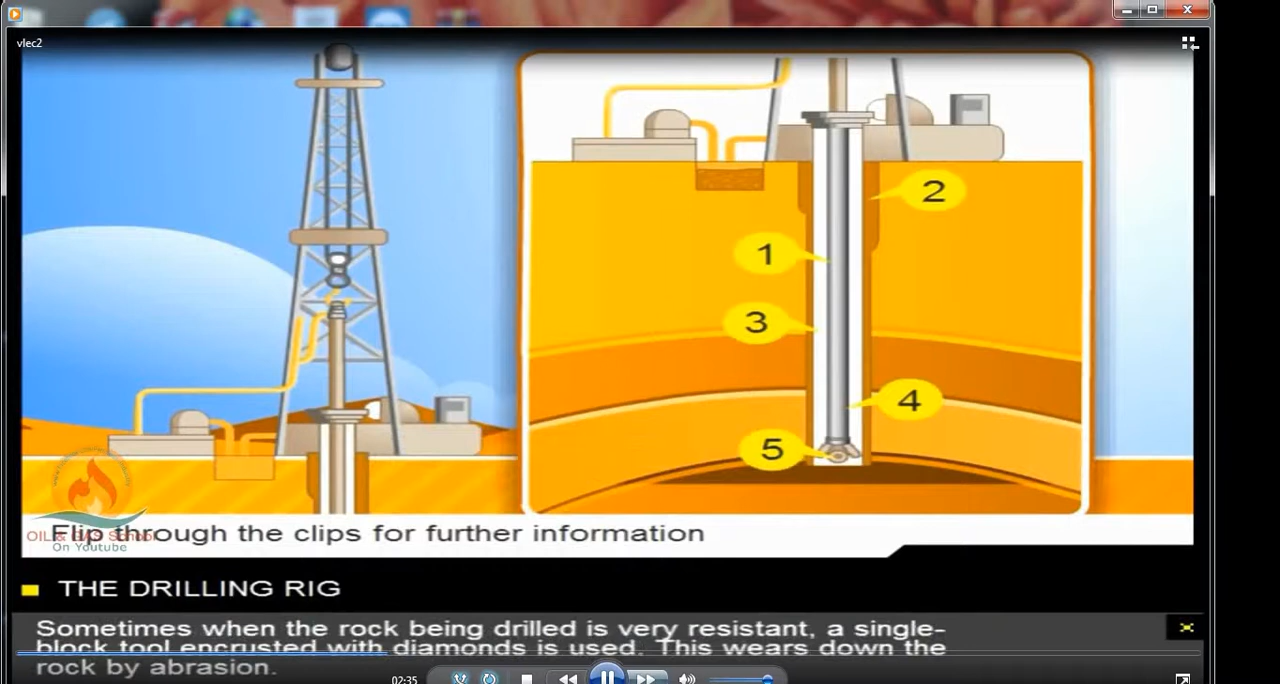 vlec2
2
1
3
4
5
Flip through the clips for further information
OIL & GAS School
On Youtube
THE DRILLING RIG
Sometimes when the rock being drilled is very resistant, a single-
block tool encrusted with diamonds is used. This wears down the
rock by abrasion.
02:35